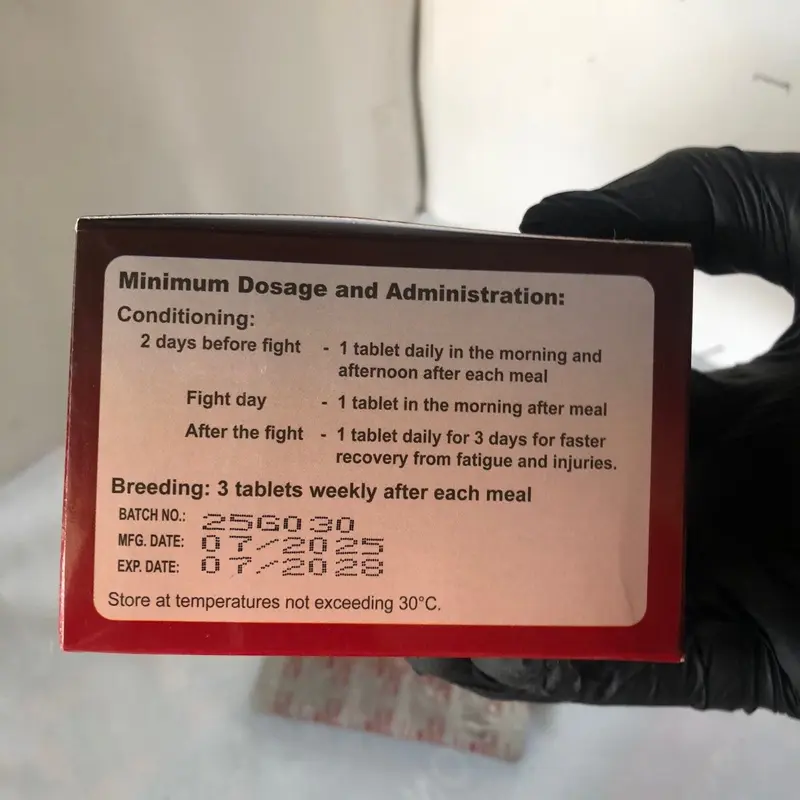 Minimum Dosage and Administration:
Conditioning:
2 days before fight - 1 tablet daily in the morning and
afternoon after each meal
Fight day - 1 tablet in the morning after meal
After the fight - 1 tablet daily for 3 days for faster
recovery from fatigue and injuries.
Breeding: 3 tablets weekly after each meal
BATCH NO.: 25G030
MFG. DATE: 07/2025
EXP. DATE: 07/2028
Store at temperatures not exceeding 30°C.